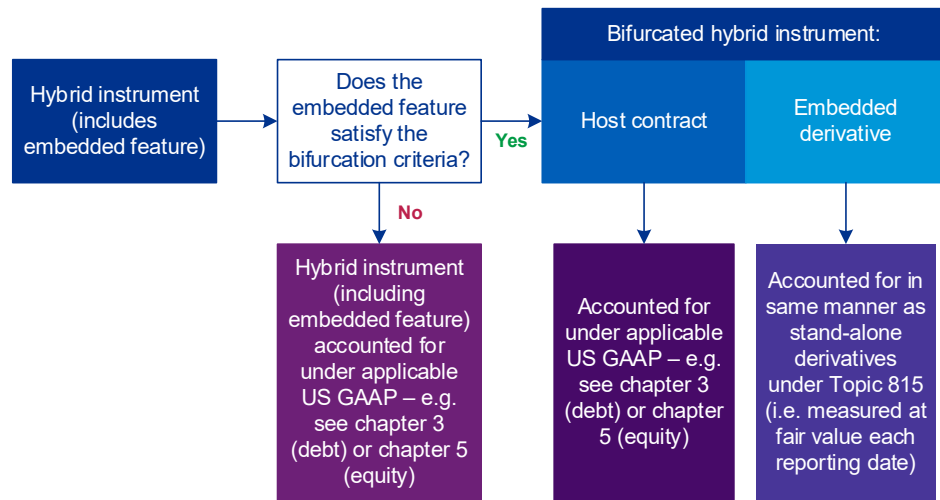 Hybrid instrument
(includes
embedded feature)
Does the
embedded feature
satisfy the
bifurcation criteria?
Yes
No
Bifurcated hybrid instrument:
Host contract
Embedded
derivative
Hybrid instrument
(including
embedded feature)
accounted for
under applicable
US GAAP – e.g.
see chapter 3
(debt) or chapter 5
(equity)
Accounted for
under applicable
US GAAP – e.g.
see chapter 3
(debt) or chapter
5 (equity)
Accounted for in
same manner as
stand-alone
derivatives
under Topic 815
(i.e. measured at
fair value each
reporting date)